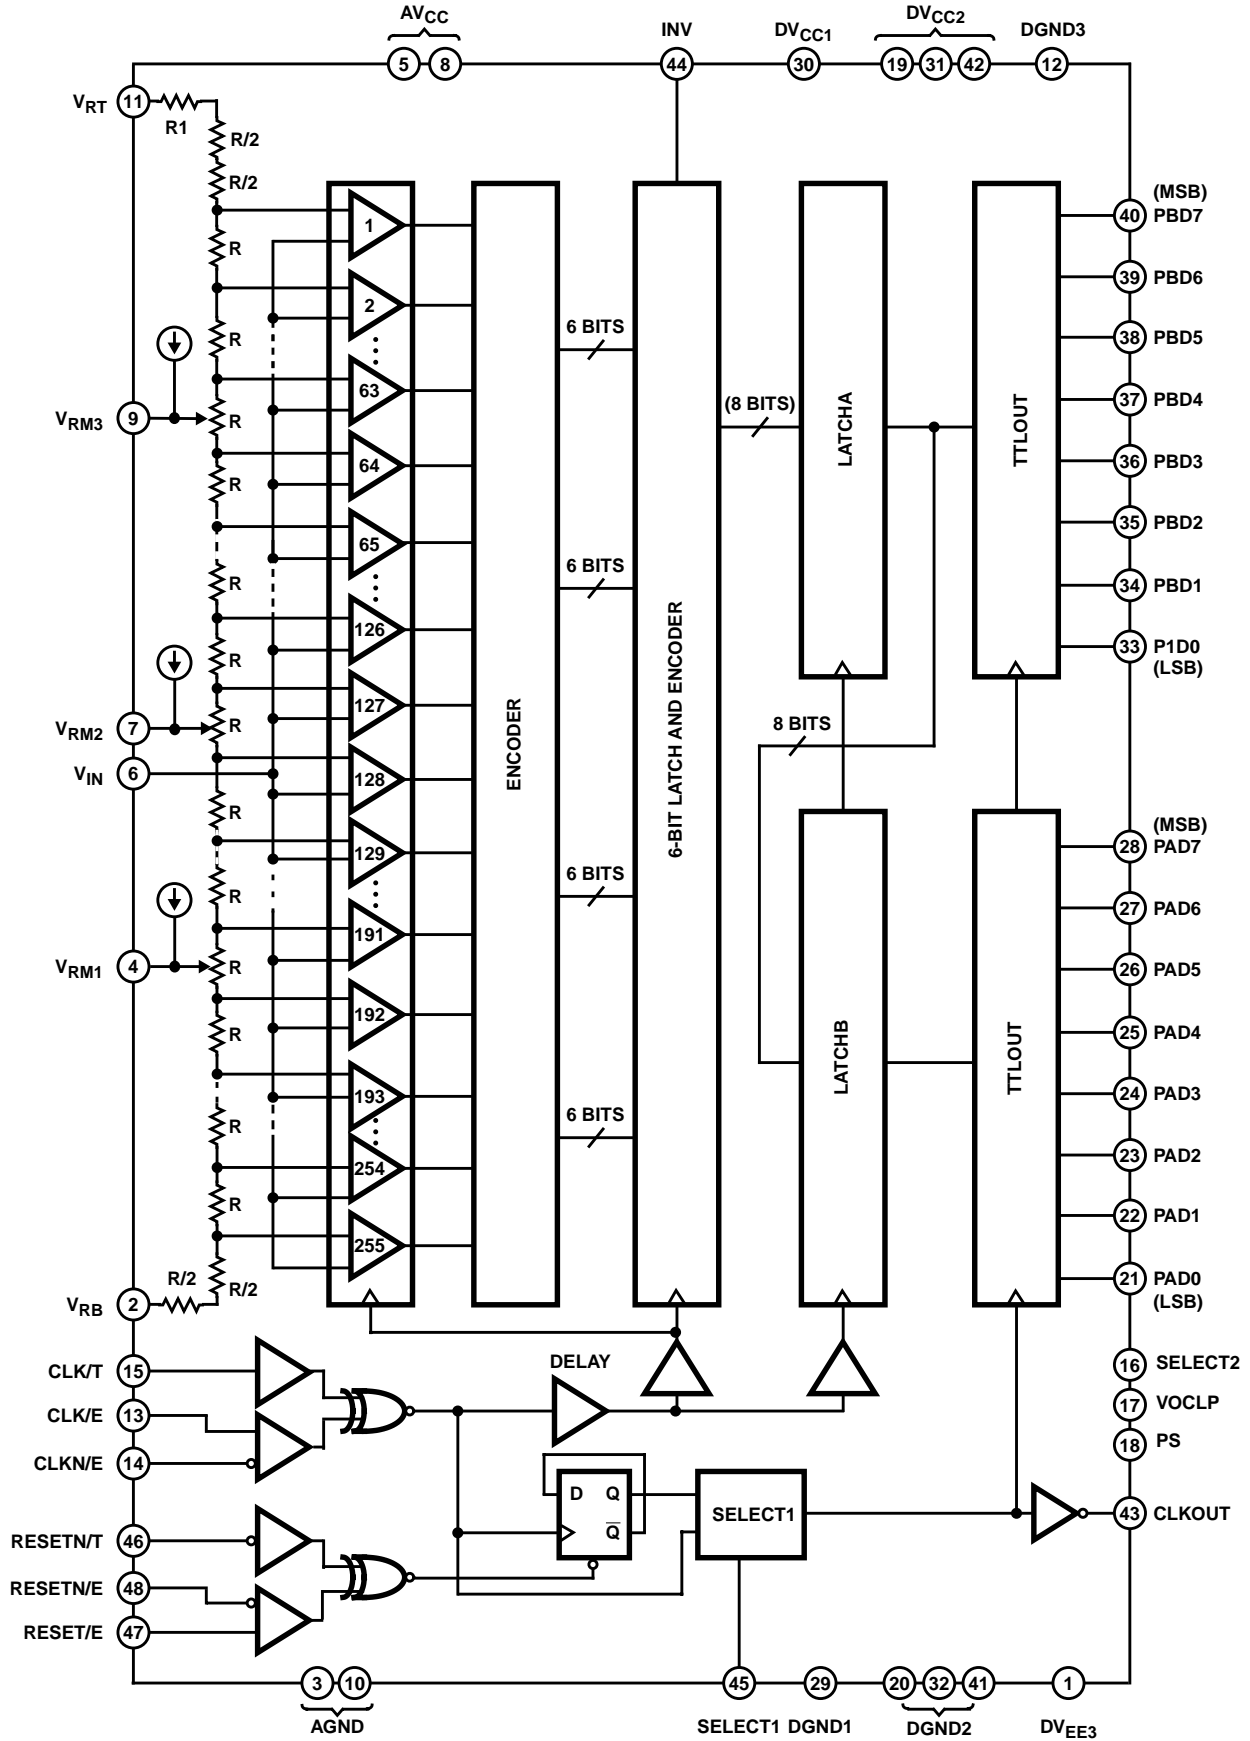 AVCC
INV
DVCC1
DVCC2
DGND3
5
8
44
30
19
31
42
12
VRT
11
R1
R/2
R/2
R
R
VRM3
9
R
R
R
R
VRM2
7
R
VIN
6
R
R
VRM1
4
R
R
R
R
R/2
R/2
VRB
2
1
2
63
64
65
126
127
128
129
191
192
193
254
255
ENCODER
6 BITS
6 BITS
6 BITS
6 BITS
6-BIT LATCH AND ENCODER
(8 BITS)
LATCHA
8 BITS
LATCHB
TTLOUT
TTLOUT
(MSB)
40 PBD7
39 PBD6
38 PBD5
37 PBD4
36 PBD3
35 PBD2
34 PBD1
33 P1D0
(LSB)
(MSB)
28 PAD7
27 PAD6
26 PAD5
25 PAD4
24 PAD3
23 PAD2
22 PAD1
21 PAD0
(LSB)
16 SELECT2
17 VOCLP
18 PS
43 CLKOUT
CLK/T 15
CLK/E 13
CLKN/E 14
RESETN/T 46
RESETN/E 48
RESET/E 47
DELAY
D Q
Q
SELECT1
3
10
45
29
20
32
41
1
AGND
SELECT1
DGND1
DGND2
DVEE3